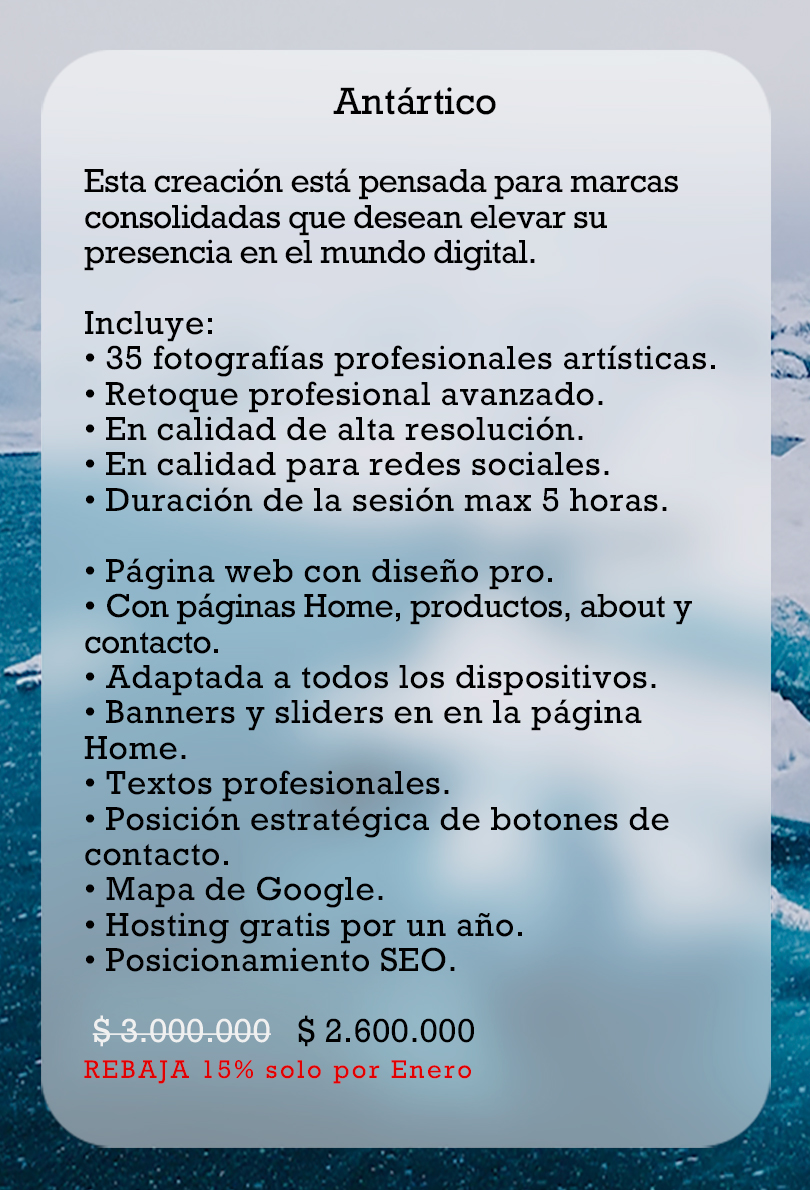 Antártico
Esta creación está pensada para marcas
consolidadas que desean elevar su
presencia en el mundo digital.
Incluye:
• 35 fotografías profesionales artísticas.
• Retoque profesional avanzado.
• En calidad de alta resolución.
• En calidad para redes sociales.
• Duración de la sesión max 5 horas.
• Página web con diseño pro.
• Con páginas Home, productos, about y
contacto.
• Adaptada a todos los dispositivos.
• Banners y sliders en en la página
Home.
• Textos profesionales.
• Posición estratégica de botones de
contacto.
• Mapa de Google.
• Hosting gratis por un año.
• Posicionamiento SEO.
$ 3.000.000 $ 2.600.000
REBAJA 15% solo por Enero